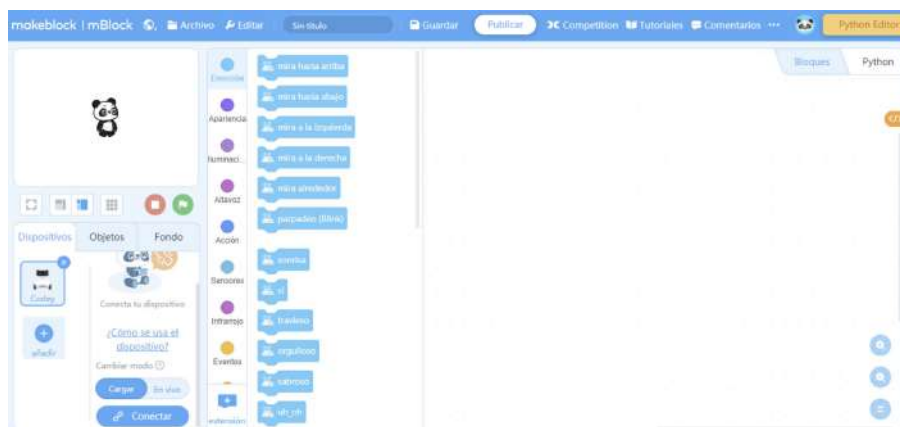 makeblock | mBlock Archivo Editar Sin título Guardar Publicar Competition Tutoriales Comentarios ••• Python Editor
Bloques Python
Dispositivos Objetos Fondo
Codey
añadir
Conecta tu dispositivo
¿Cómo se usa el
dispositivo?
Cambiar modo
Cargar En vivo
Conectar
Emoción
Apariencia
Iluminaci...
Altavoz
Acción
Sensores
Infrarrojo
Eventos
extensión
mira hasta arriba
mira hacia abajo
mira a la izquierda
mira a la derecha
mira alrededor
parpadeo (Blink)
sonrisa
sí
travieso
orgulloso
sabroso
uh_oh